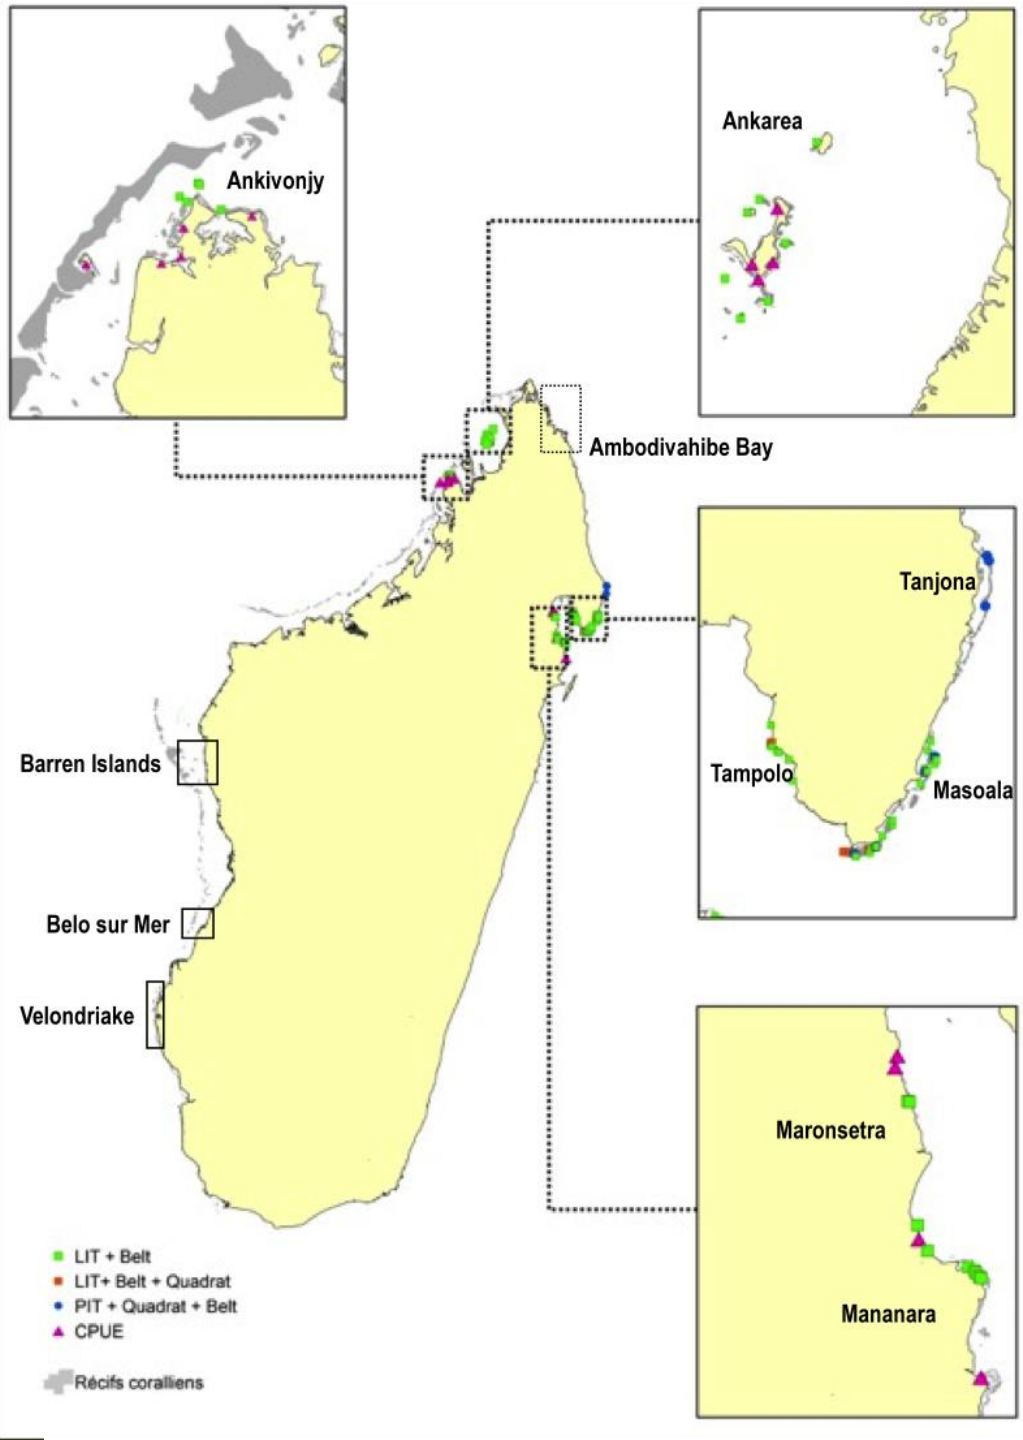 Ankivonjy
Ankarea
Ambodivahibe Bay
Tanjona
Tampolo
Masoala
Barren Islands
Belo sur Mer
Velondriake
Maronsetra
Mananara
LIT + Belt
LIT+ Belt + Quadrat
PIT + Quadrat + Belt
CPUE
Récifs coralliens